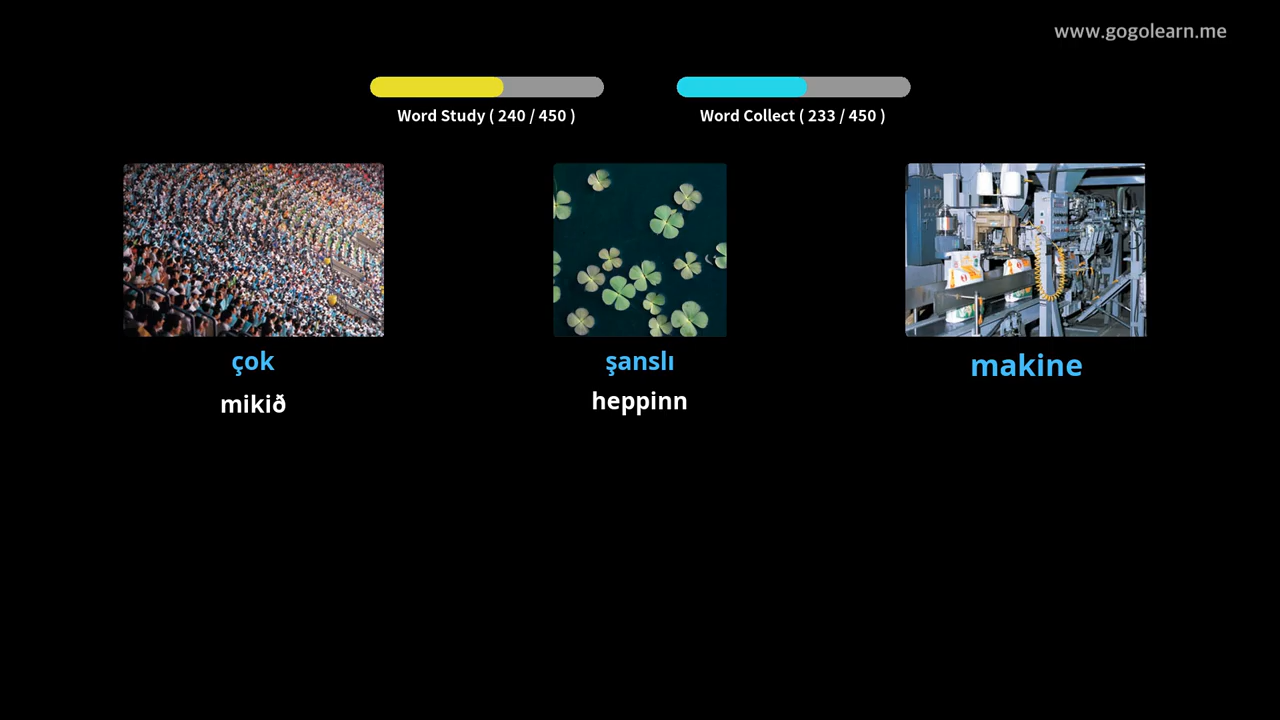 www.gogolearn.me
Word Study ( 240 / 450 )
Word Collect ( 233 / 450 )
çok
şanslı
makine
mikið
heppinn